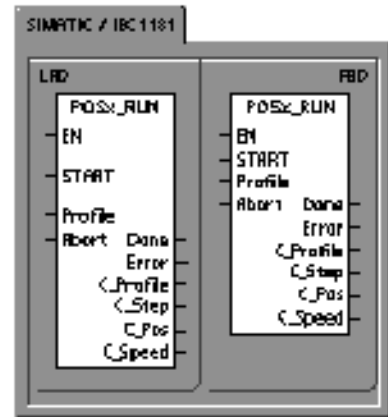 SIMATIC / IEC 1131
LAD
POSx_RUN
EN
START
Profile
Abort Done
Error
C_Profile
C_Step
C_Pos
C_Speed
FBD
POSx_RUN
EN
START
Profile
Abort Done
Error
C_Profile
C_Step
C_Pos
C_Speed